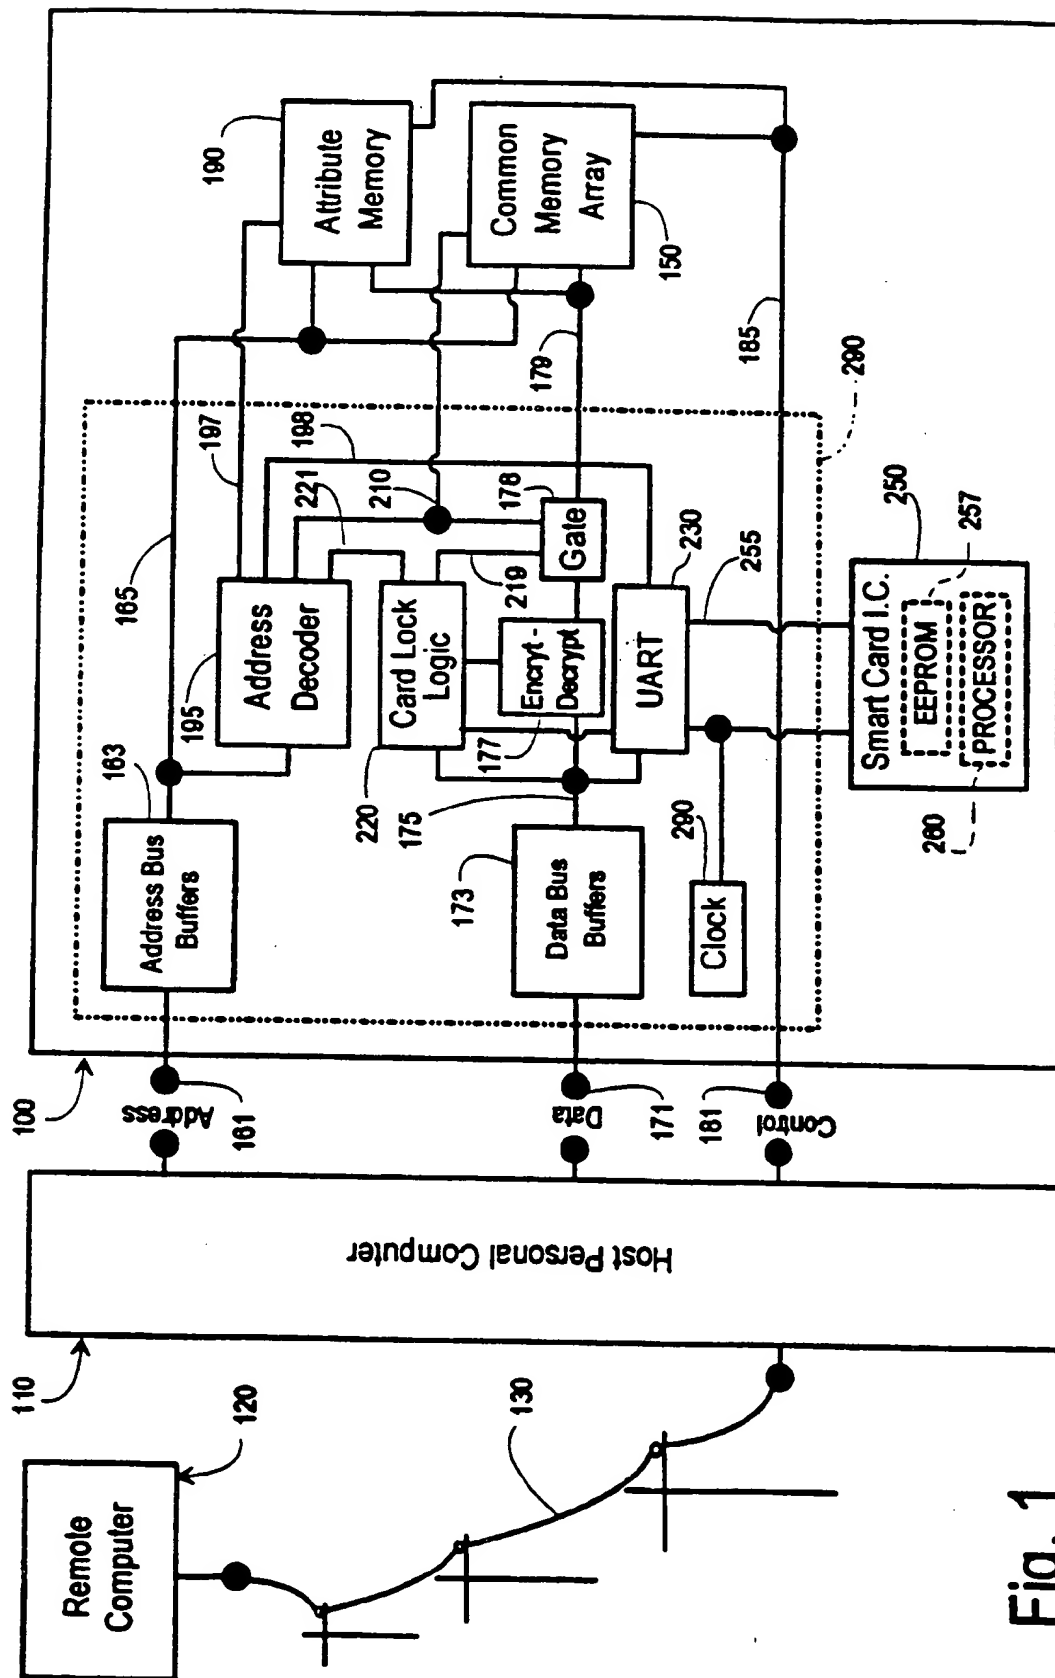 190
Attribute
Memory
Common
Memory
Array
150
185
179
290
197
198
221
210
178
219
Gate
230
255
250
257
165
Address
Decoder
195
Card Lock
Logic
220
Encryt -
Decrypt
177
UART
175
Smart Card I.C.
EEPROM
PROCESSOR
260
163
Address Bus
Buffers
173
Data Bus
Buffers
290
Clock
100
Address
161
Data
171
181
Control
Host Personal Computer
110
120
130
Remote
Computer
Fig. 1